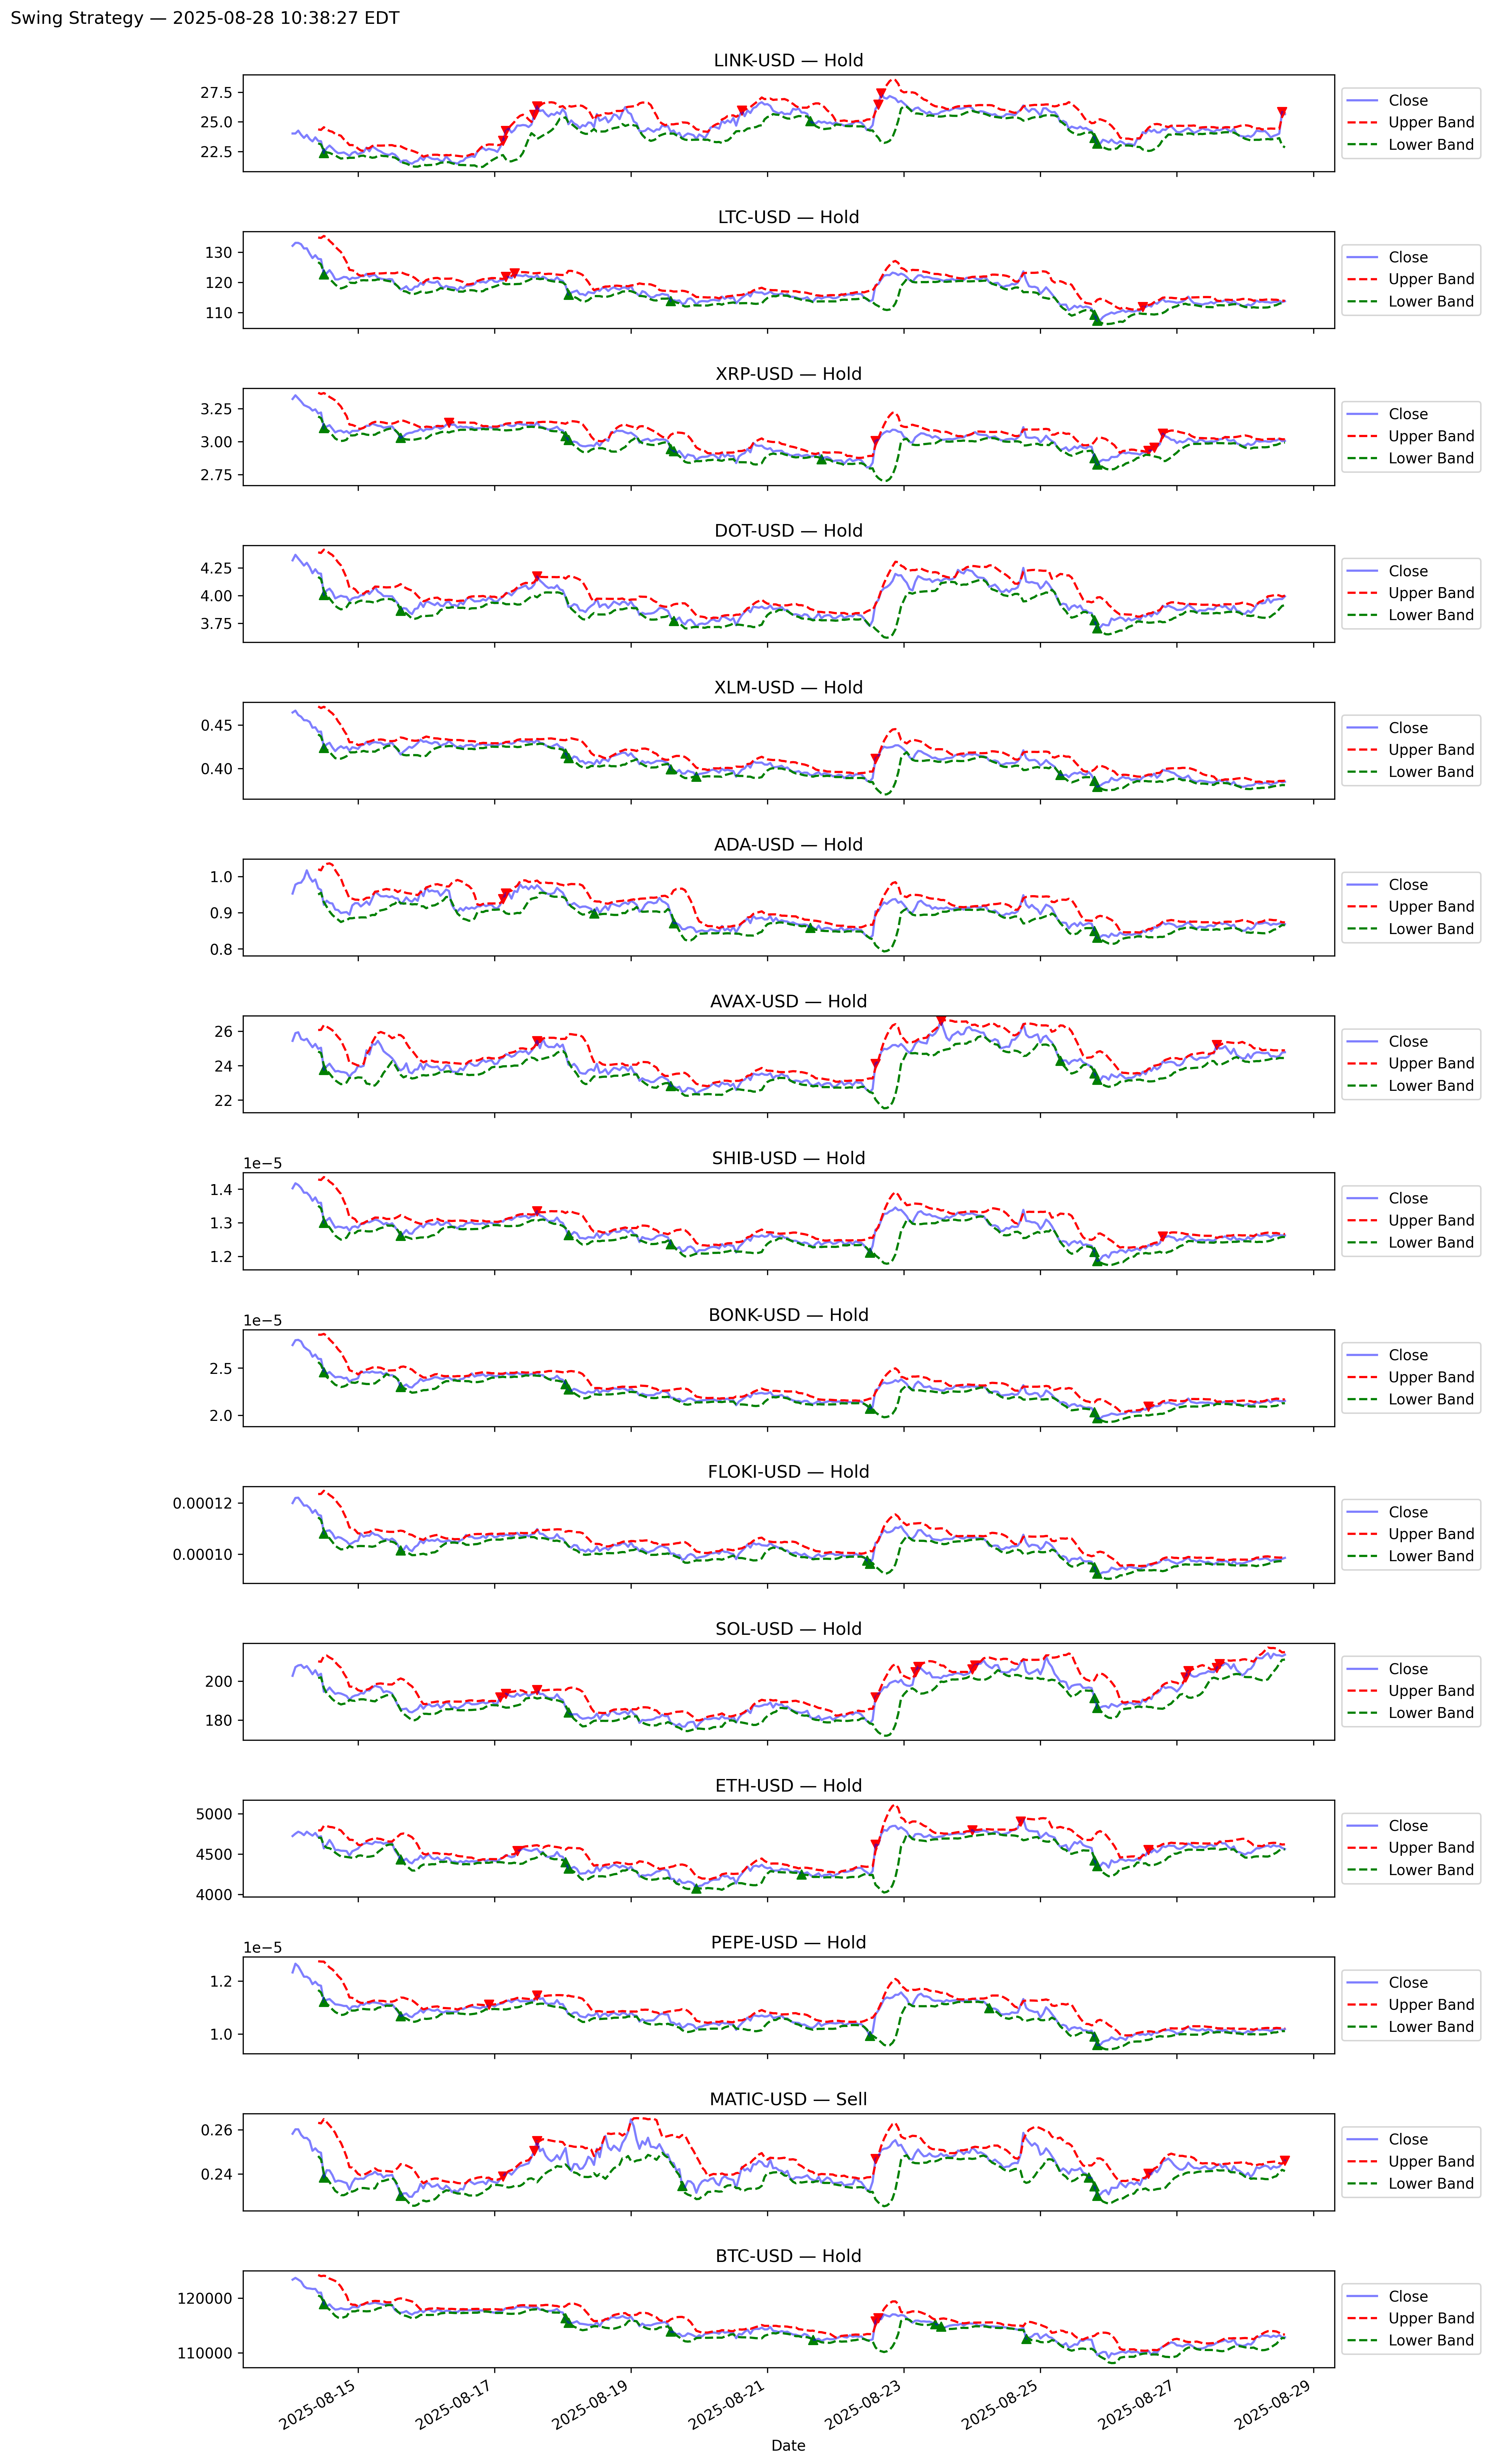 Swing Strategy — 2025-08-28 10:38:27 EDT
LINK-USD — Hold
27.5
25.0
22.5
Close
Upper Band
Lower Band
LTC-USD — Hold
130
120
110
Close
Upper Band
Lower Band
XRP-USD — Hold
3.25
3.00
2.75
Close
Upper Band
Lower Band
DOT-USD — Hold
4.25
4.00
3.75
Close
Upper Band
Lower Band
XLM-USD — Hold
0.45
0.40
Close
Upper Band
Lower Band
ADA-USD — Hold
1.0
0.9
0.8
Close
Upper Band
Lower Band
AVAX-USD — Hold
26
24
22
Close
Upper Band
Lower Band
SHIB-USD — Hold
1e−5
1.4
1.3
1.2
Close
Upper Band
Lower Band
BONK-USD — Hold
1e−5
2.5
2.0
Close
Upper Band
Lower Band
FLOKI-USD — Hold
0.00012
0.00010
Close
Upper Band
Lower Band
SOL-USD — Hold
200
180
Close
Upper Band
Lower Band
ETH-USD — Hold
5000
4500
4000
Close
Upper Band
Lower Band
PEPE-USD — Hold
1e−5
1.2
1.0
Close
Upper Band
Lower Band
MATIC-USD — Sell
0.26
0.24
Close
Upper Band
Lower Band
BTC-USD — Hold
120000
110000
Close
Upper Band
Lower Band
2025-08-15
2025-08-17
2025-08-19
2025-08-21
2025-08-23
2025-08-25
2025-08-27
2025-08-29
Date